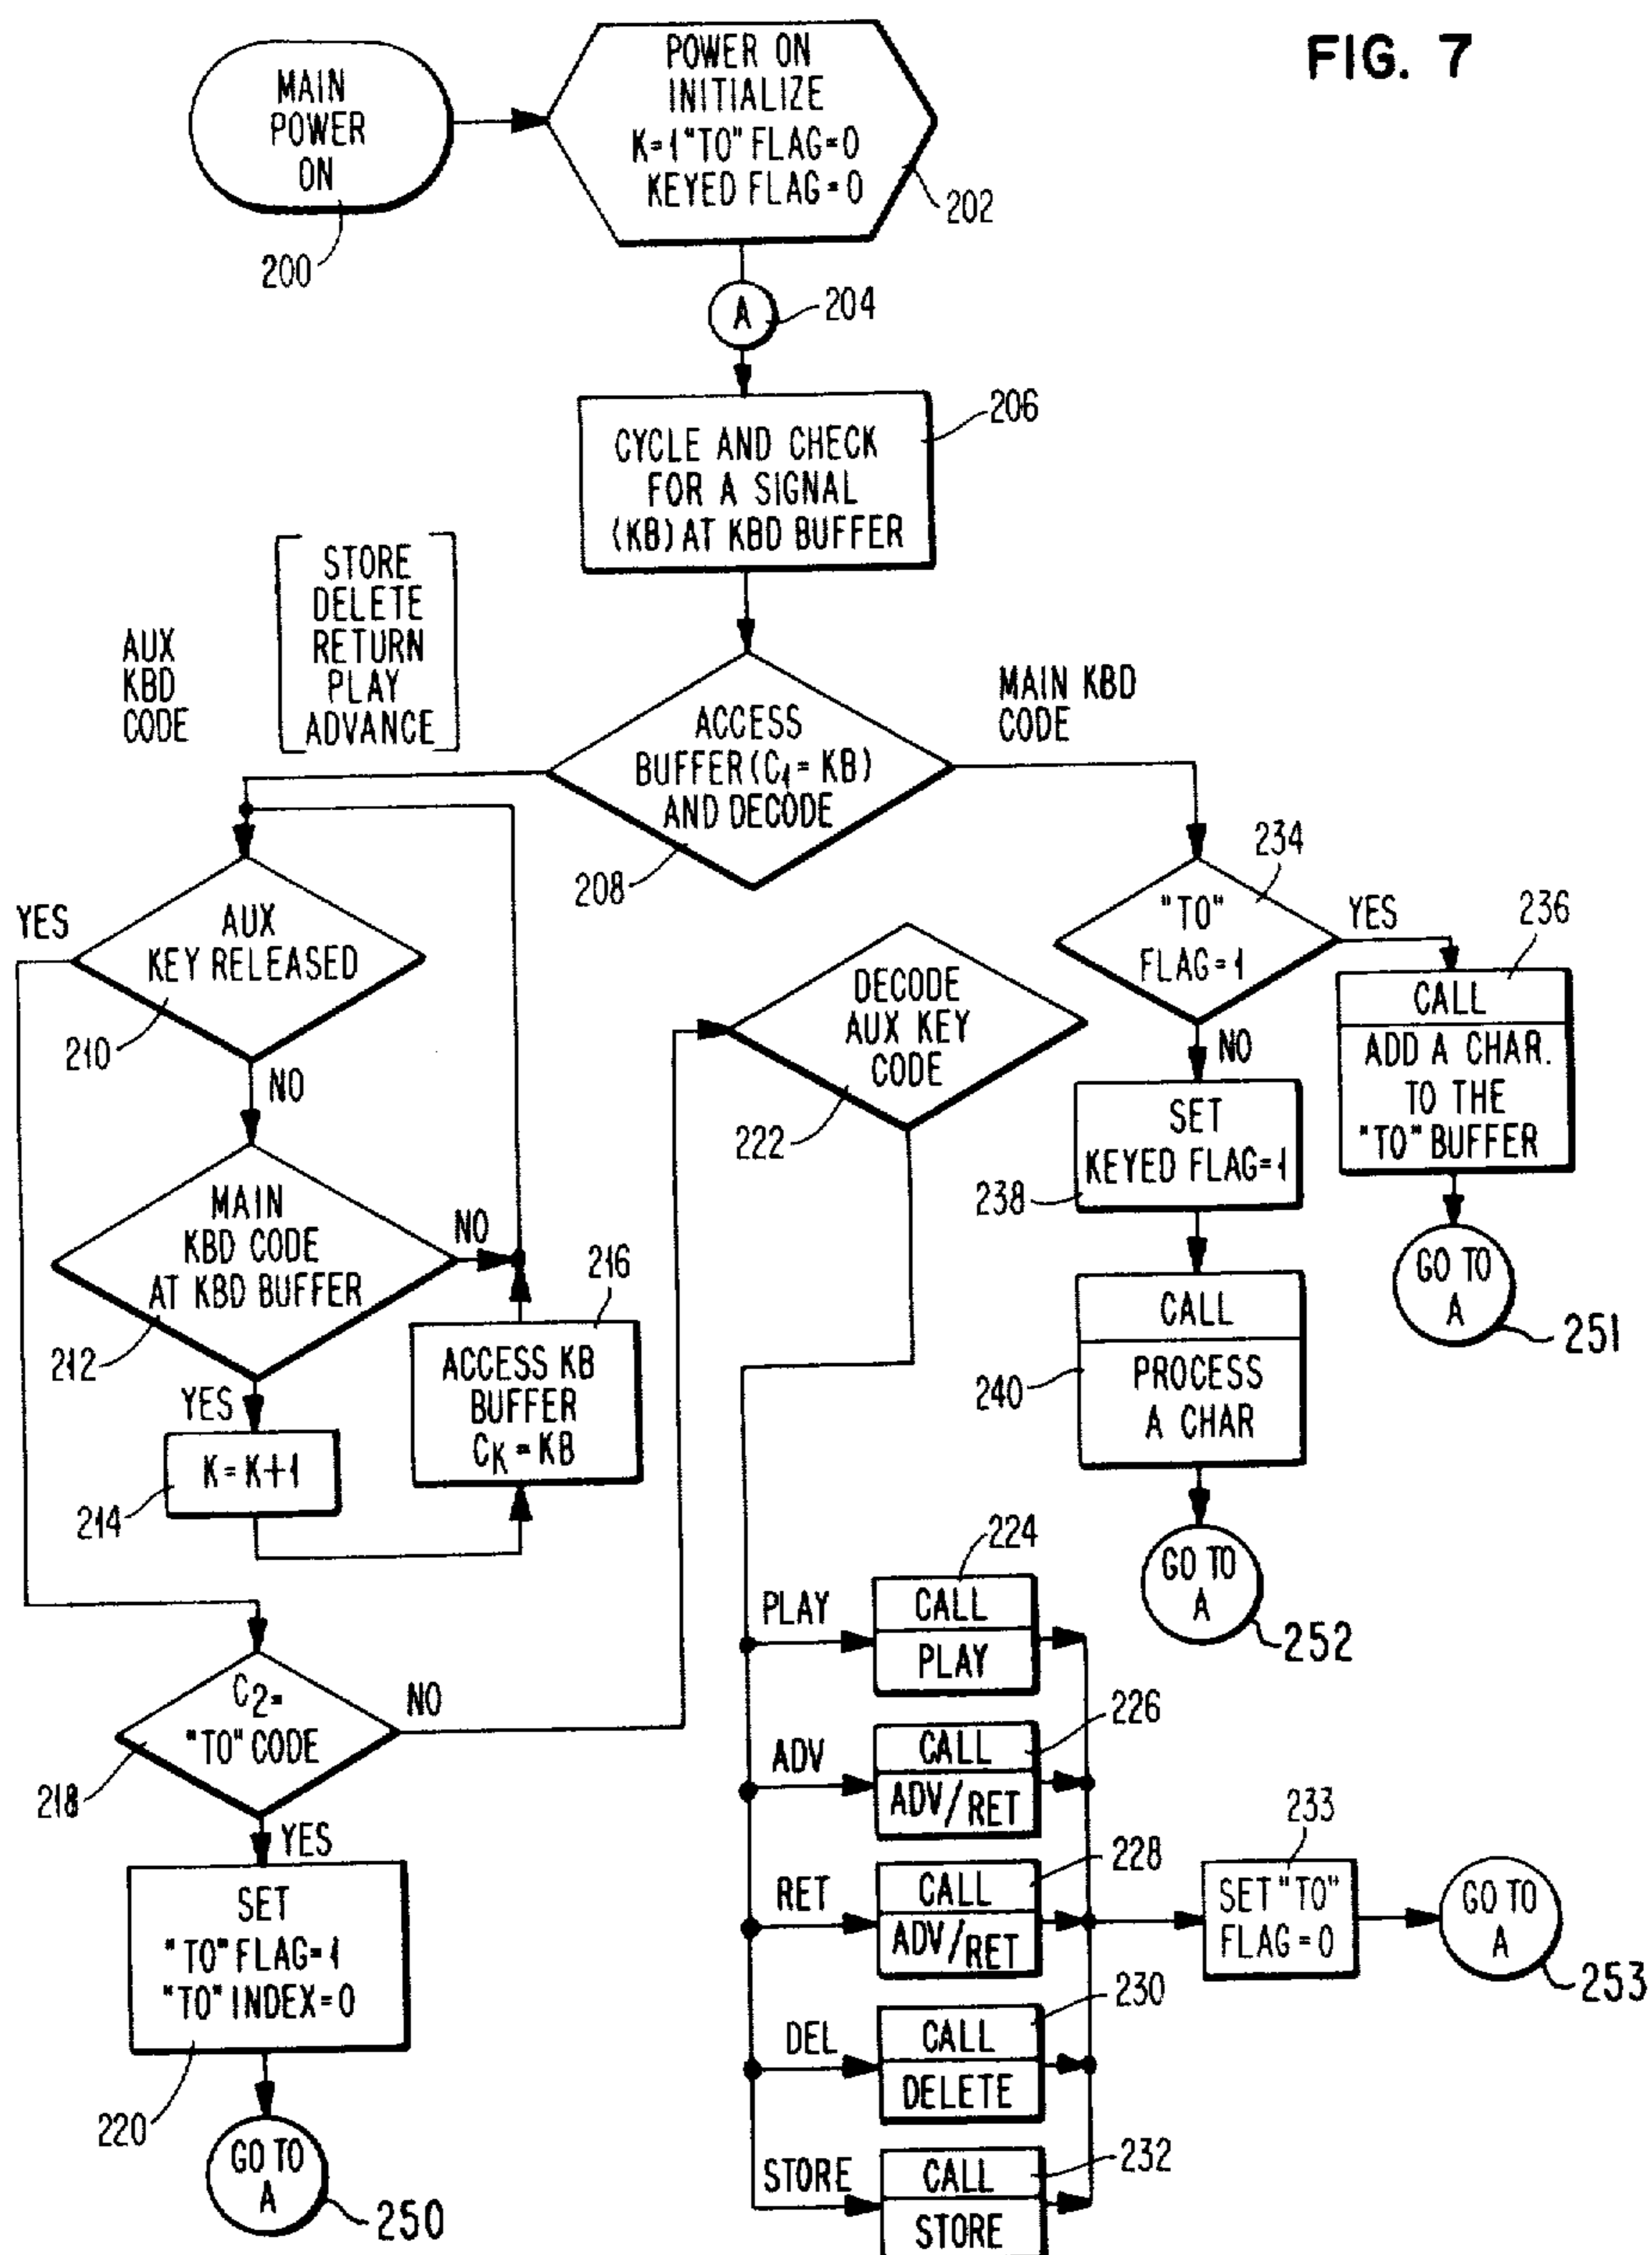 FIG. 7
MAIN
POWER
ON
200
POWER ON
INITIALIZE
K=1 "TO" FLAG=0
KEYED FLAG=0
202
A
204
CYCLE AND CHECK
FOR A SIGNAL
(KB) AT KBD BUFFER
206
AUX
KBD
CODE
STORE
DELETE
RETURN
PLAY
ADVANCE
ACCESS
BUFFER (C1 = KB)
AND DECODE
208
MAIN KBD
CODE
YES
AUX
KEY RELEASED
210
NO
MAIN
KBD CODE
AT KBD BUFFER
212
NO
YES
K = K+1
214
216
ACCESS KB
BUFFER
CK = KB
C2=
"TO" CODE
218
NO
YES
SET
"TO" FLAG=1
"TO" INDEX=0
220
GO TO
A
250
DECODE
AUX KEY
CODE
222
"TO"
FLAG=1
234
YES
NO
236
CALL
ADD A CHAR.
TO THE
"TO" BUFFER
GO TO
A
251
SET
KEYED FLAG=1
238
CALL
PROCESS
A CHAR
240
GO TO
A
252
PLAY
224
CALL
PLAY
ADV
226
CALL
ADV/RET
RET
228
CALL
ADV/RET
DEL
230
CALL
DELETE
STORE
232
CALL
STORE
233
SET "TO"
FLAG = 0
GO TO
A
253